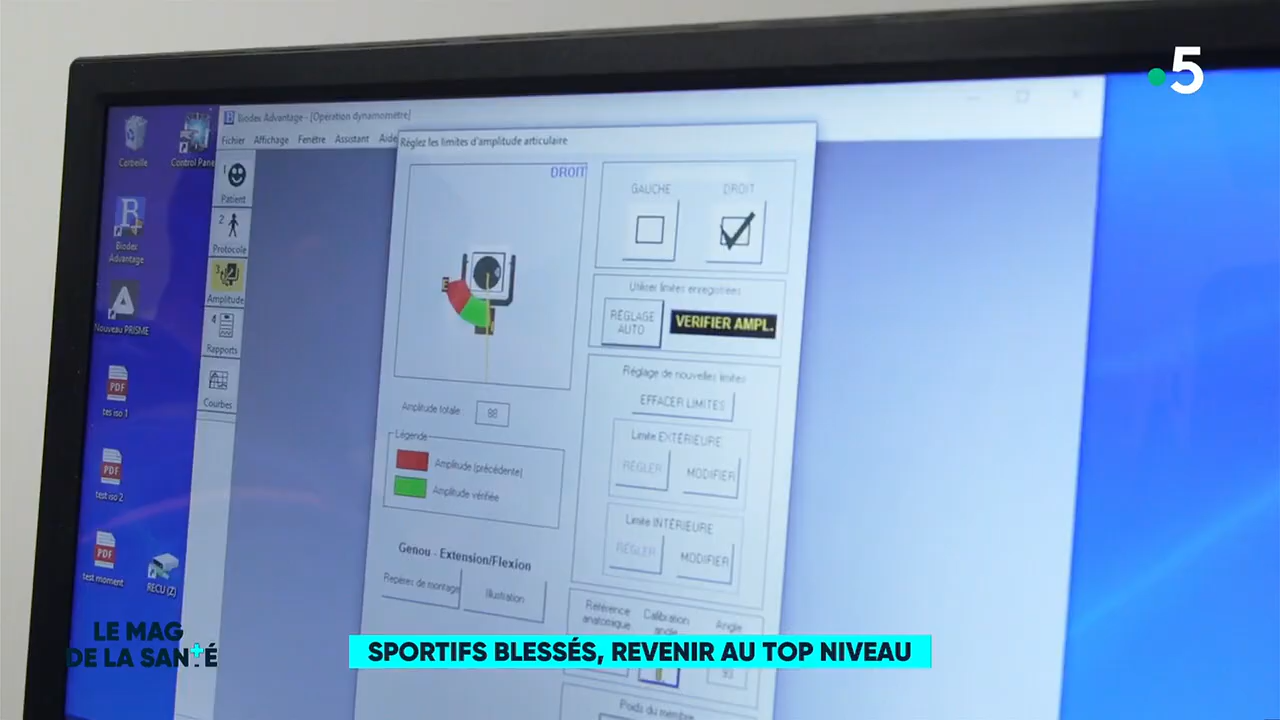 5
Biodex Advantage - [Opération dynamomètre]
Fichier Affichage Fenêtre Assistant Aide
Corbeille
Control Pane
Biodex
Advantage
Nouveau PRISME
PDF
tes iso 1
PDF
test iso 2
PDF
test moment
RECU (Z)
1
Patient
2
Protocole
3
Amplitude
4
Rapports
Courbes
Réglez les limites d'amplitude articulaire
DROIT
E
Amplitude totale 88
Légende
Amplitude (précédente)
Amplitude vérifiée
Genou - Extension/Flexion
Repères de montage
Illustration
GAUCHE DROIT
Utiliser limites enregistrées
RÉGLAGE
AUTO
VERIFIER AMPL.
Réglage de nouvelles limites
EFFACER LIMITES
Limite EXTÉRIEURE
RÉGLER MODIFIER
Limite INTÉRIEURE
RÉGLER MODIFIER
Référence
anatomique
Calibration
angle
Angle
93
Poids du membre
LE MAG
DE LA SANTÉ
SPORTIFS BLESSÉS, REVENIR AU TOP NIVEAU